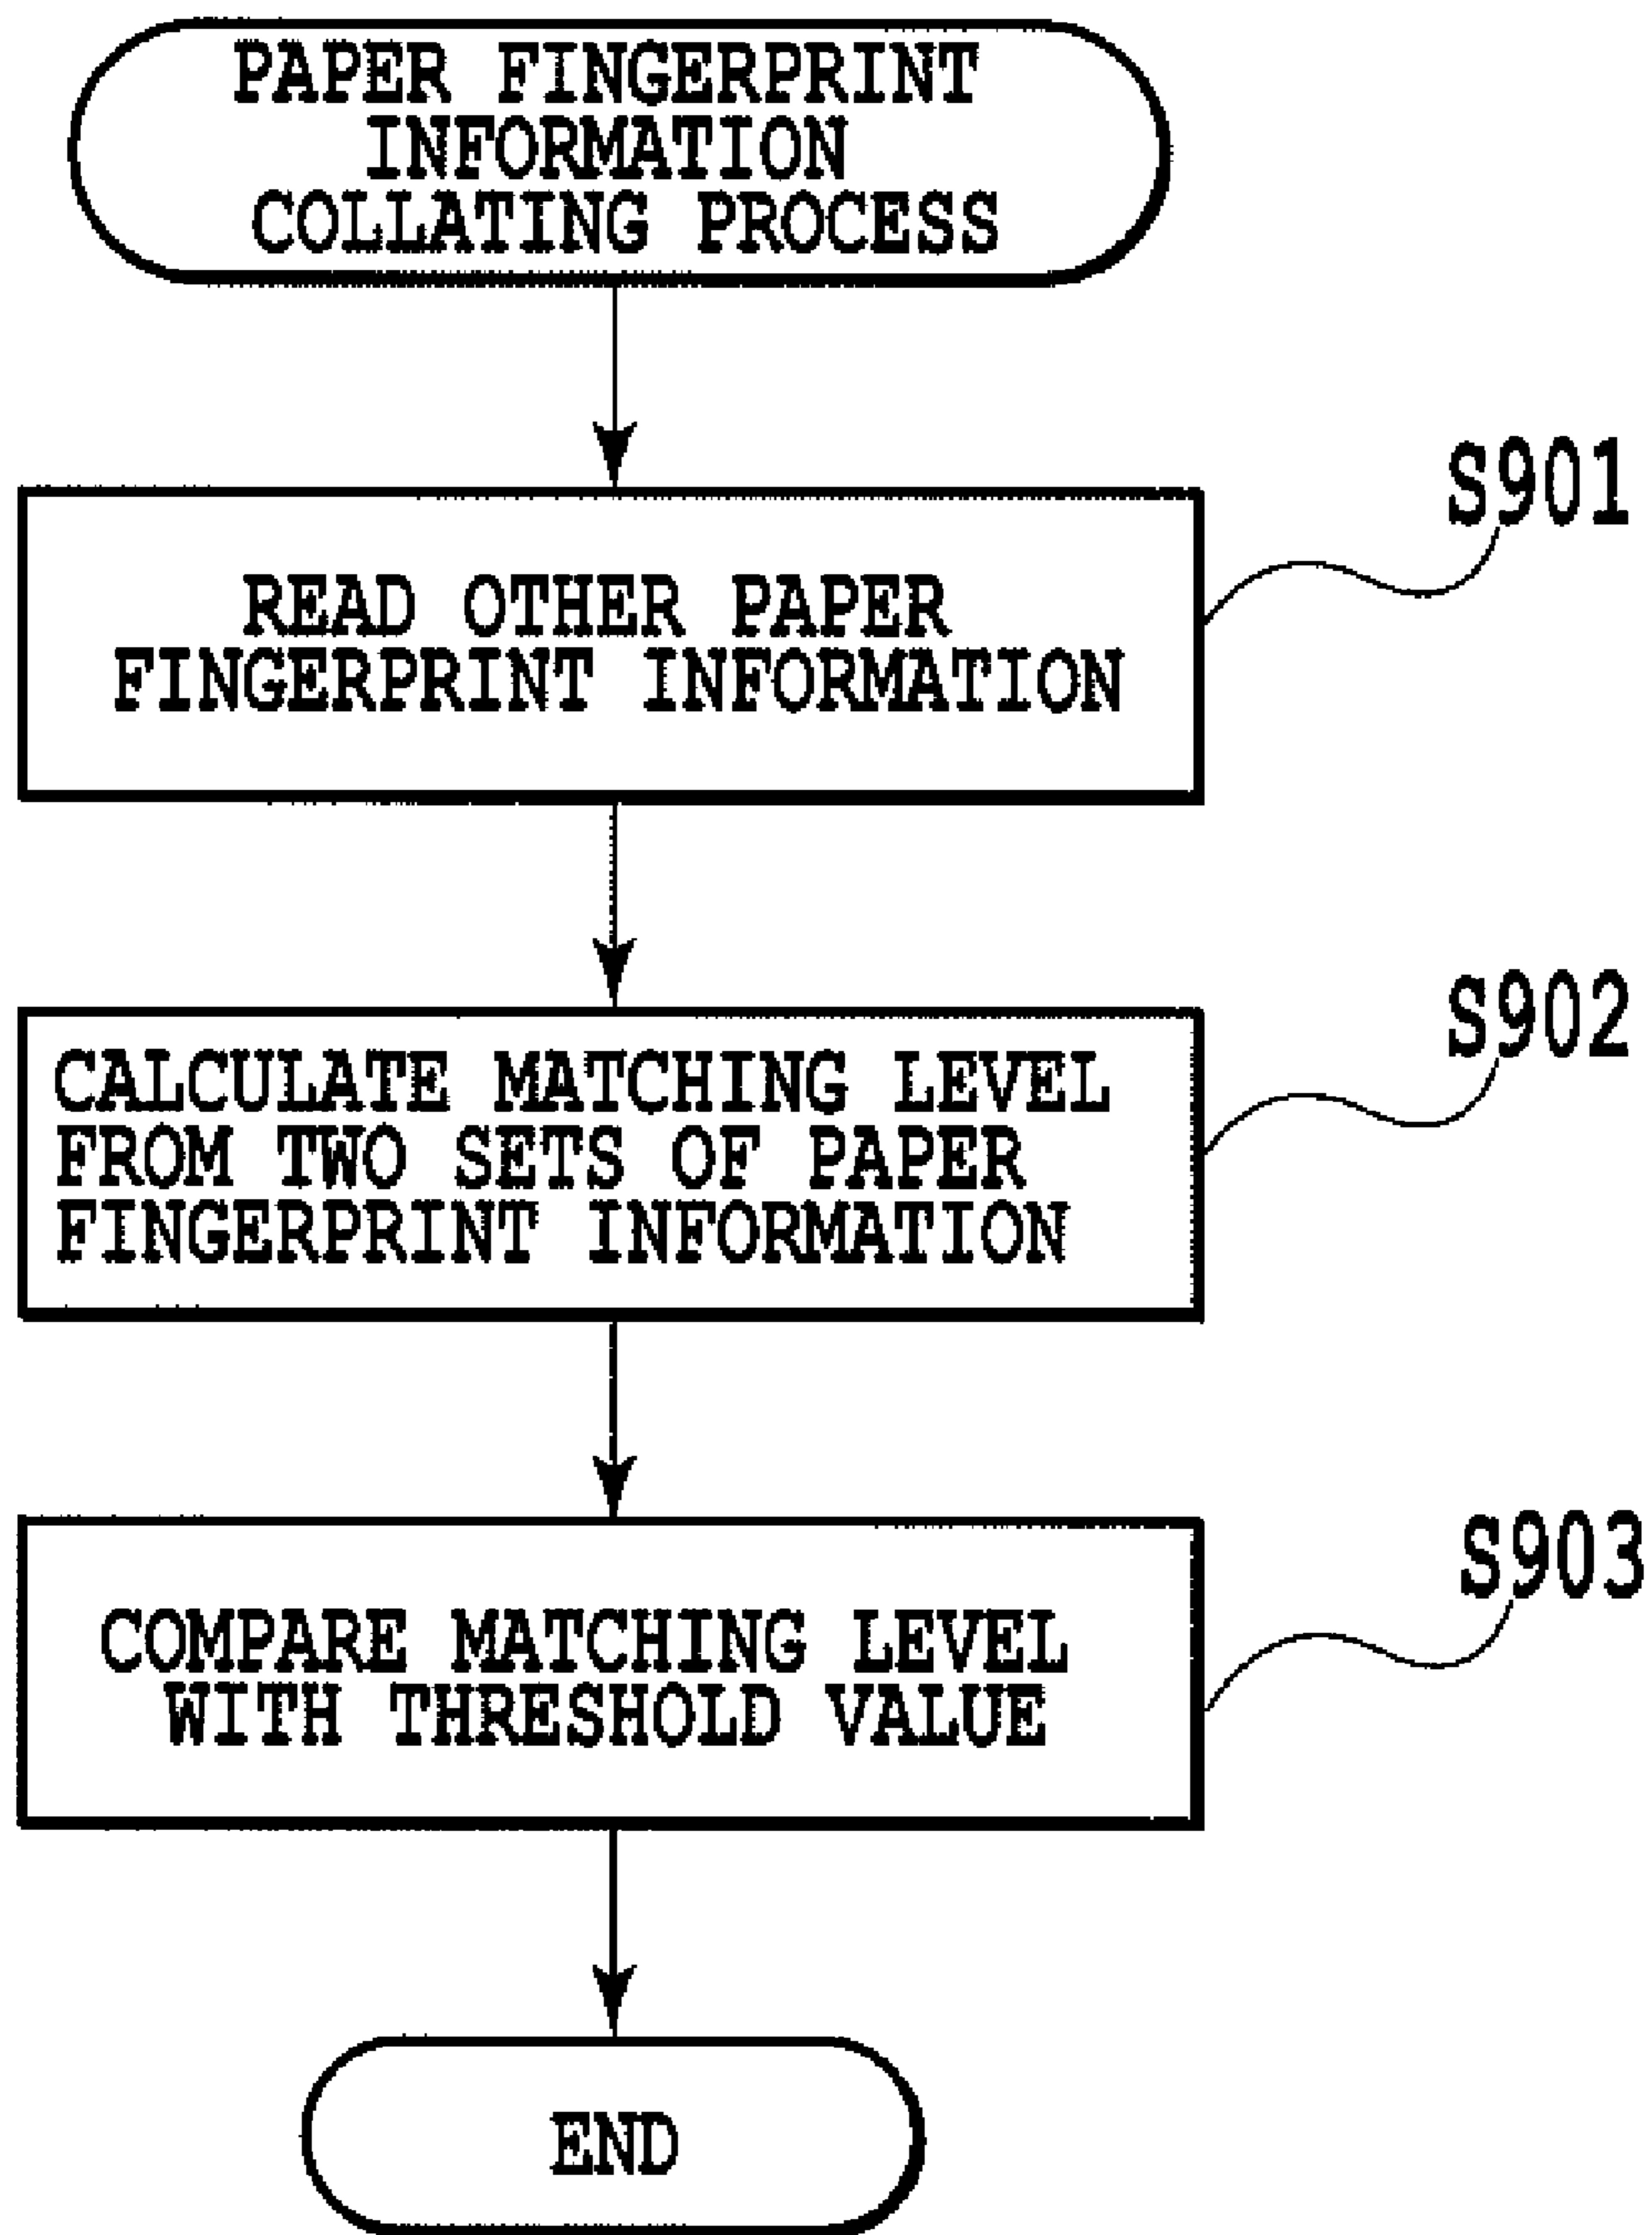 PAPER FINGERPRINT
INFORMATION
COLLATING PROCESS
S901
READ OTHER PAPER
FINGERPRINT INFORMATION
S902
CALCULATE MATCHING LEVEL
FROM TWO SETS OF PAPER
FINGERPRINT INFORMATION
S903
COMPARE MATCHING LEVEL
WITH THRESHOLD VALUE
END